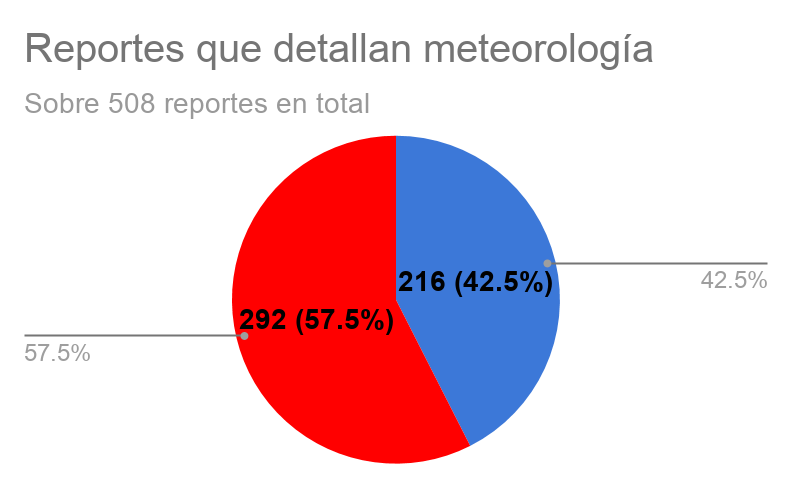 Reportes que detallan meteorología
Sobre 508 reportes en total
216 (42.5%)
42.5%
292 (57.5%)
57.5%